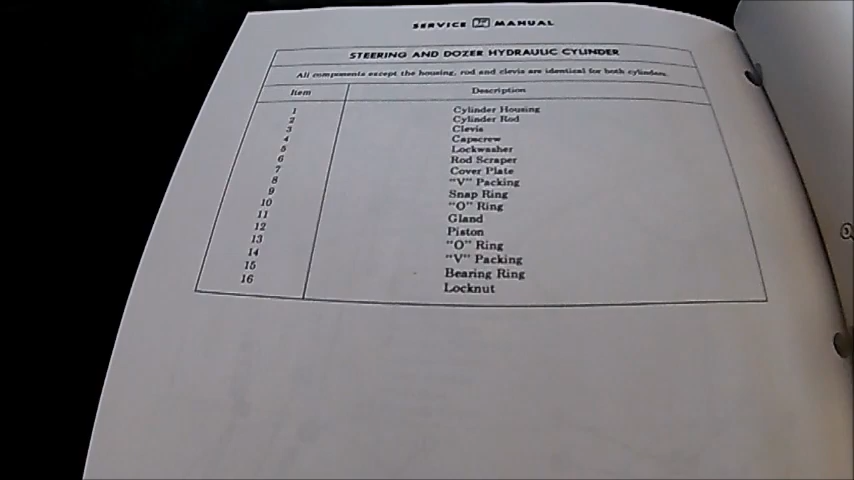 SERVICE MANUAL
STEERING AND DOZER HYDRAULIC CYLINDER
All components except the housing, rod and clevis are identical for both cylinders.
Item Description
1 Cylinder Housing
2 Cylinder Rod
3 Clevis
4 Capscrew
5 Lockwasher
6 Rod Scraper
7 Cover Plate
8 "V" Packing
9 Snap Ring
10 "O" Ring
11 Gland
12 Piston
13 "O" Ring
14 "V" Packing
15 Bearing Ring
16 Locknut